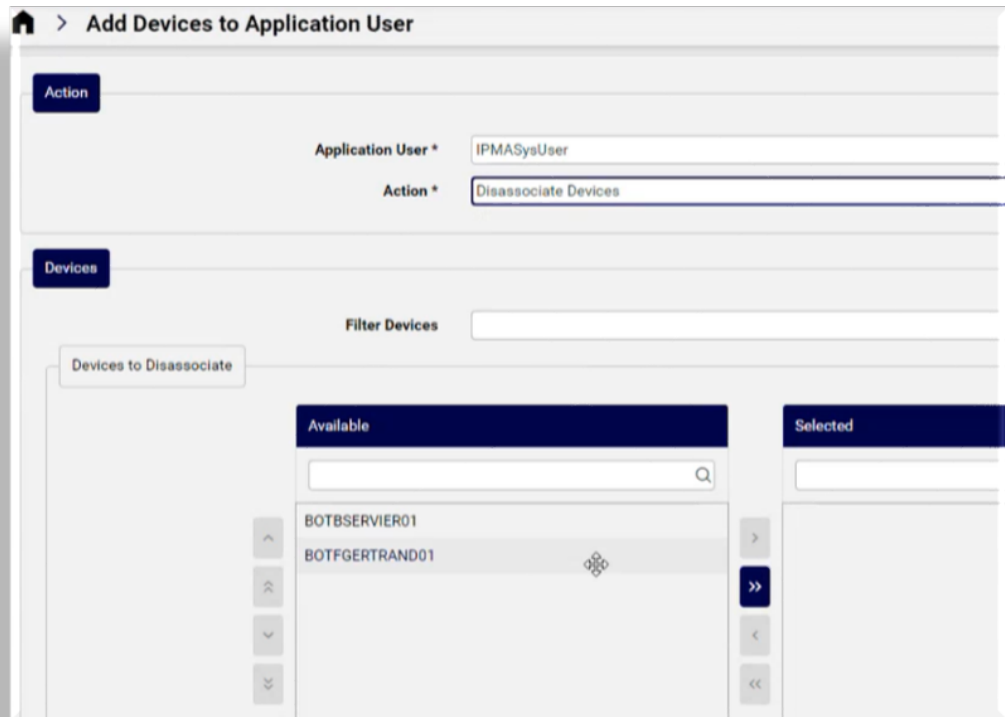 Add Devices to Application User
Action
Application User * IPMASysUser
Action * Disassociate Devices
Devices
Filter Devices
Devices to Disassociate
Available
Selected
BOTBSERVIER01
BOTFGERTRAND01